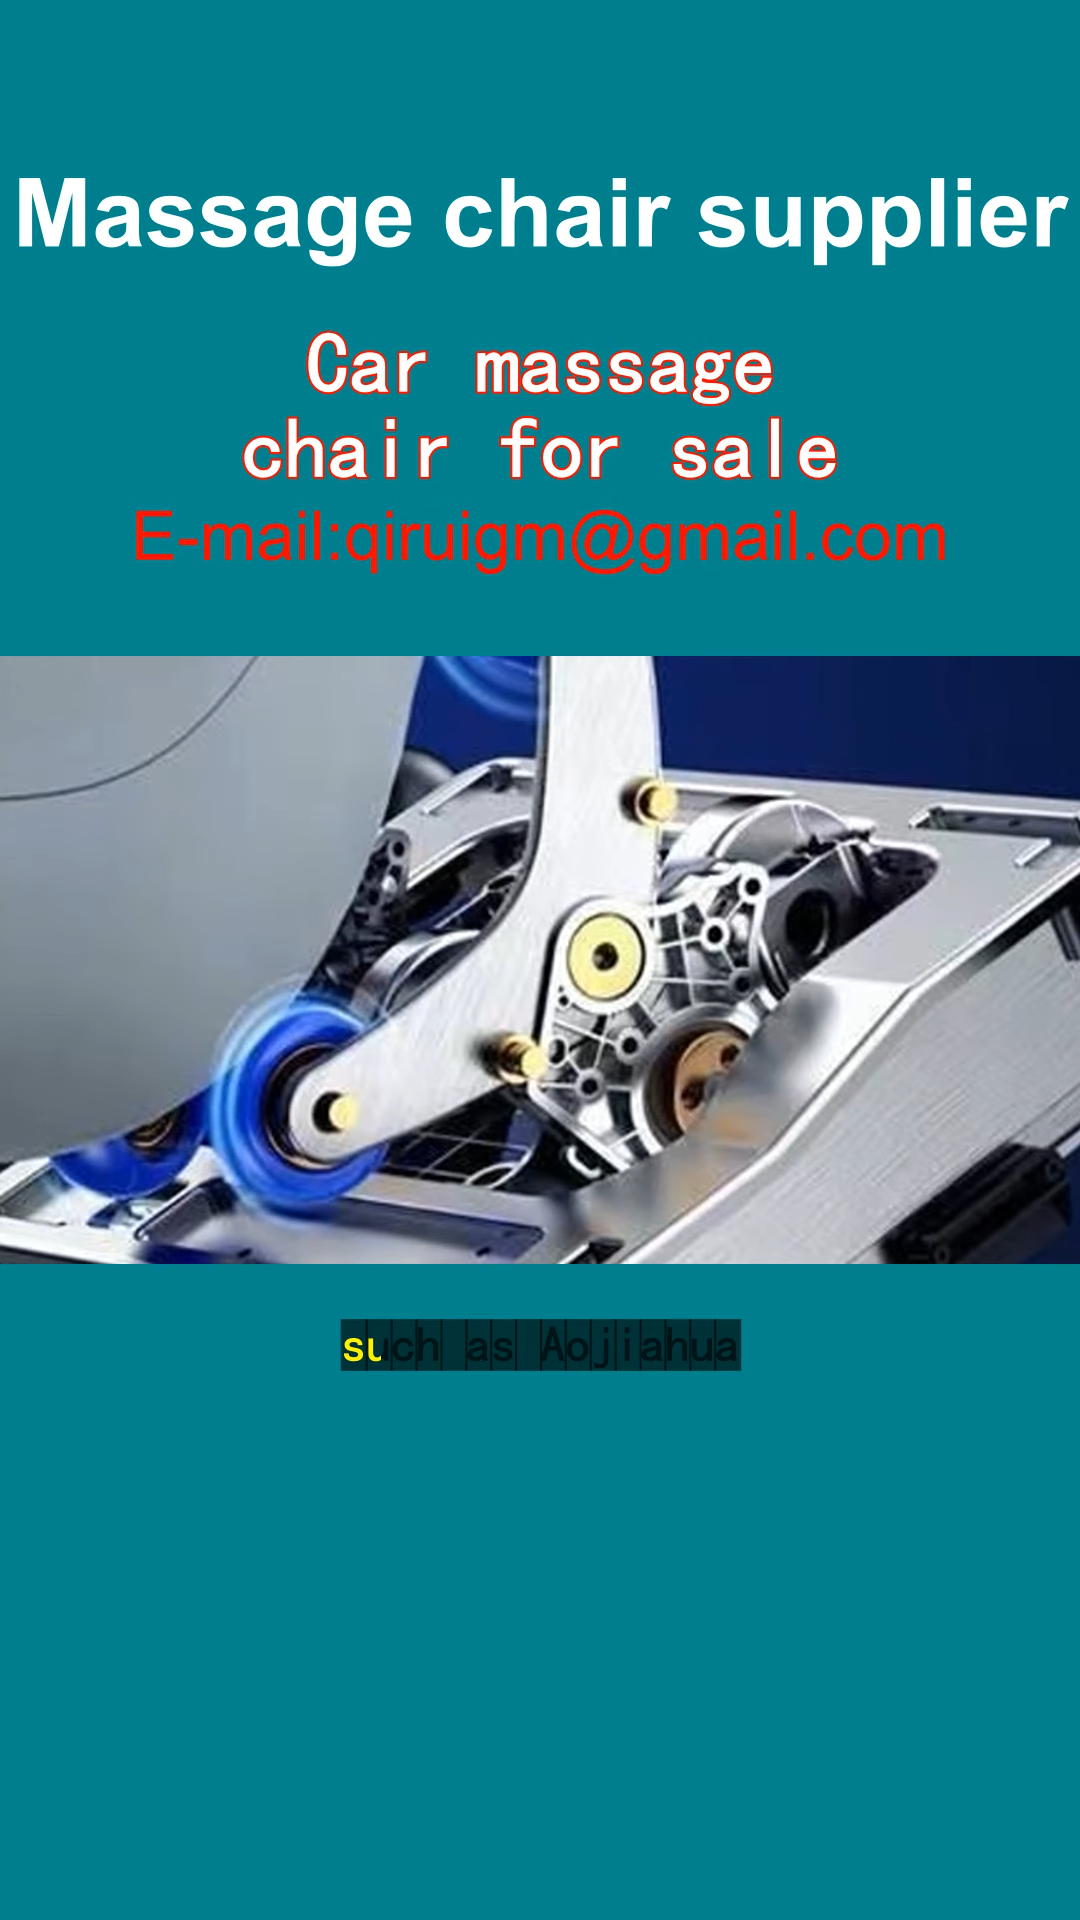 Massage chair supplier
Car massage
chair for sale
E-mail:qiruigm@gmail.com
such as Aojiahua